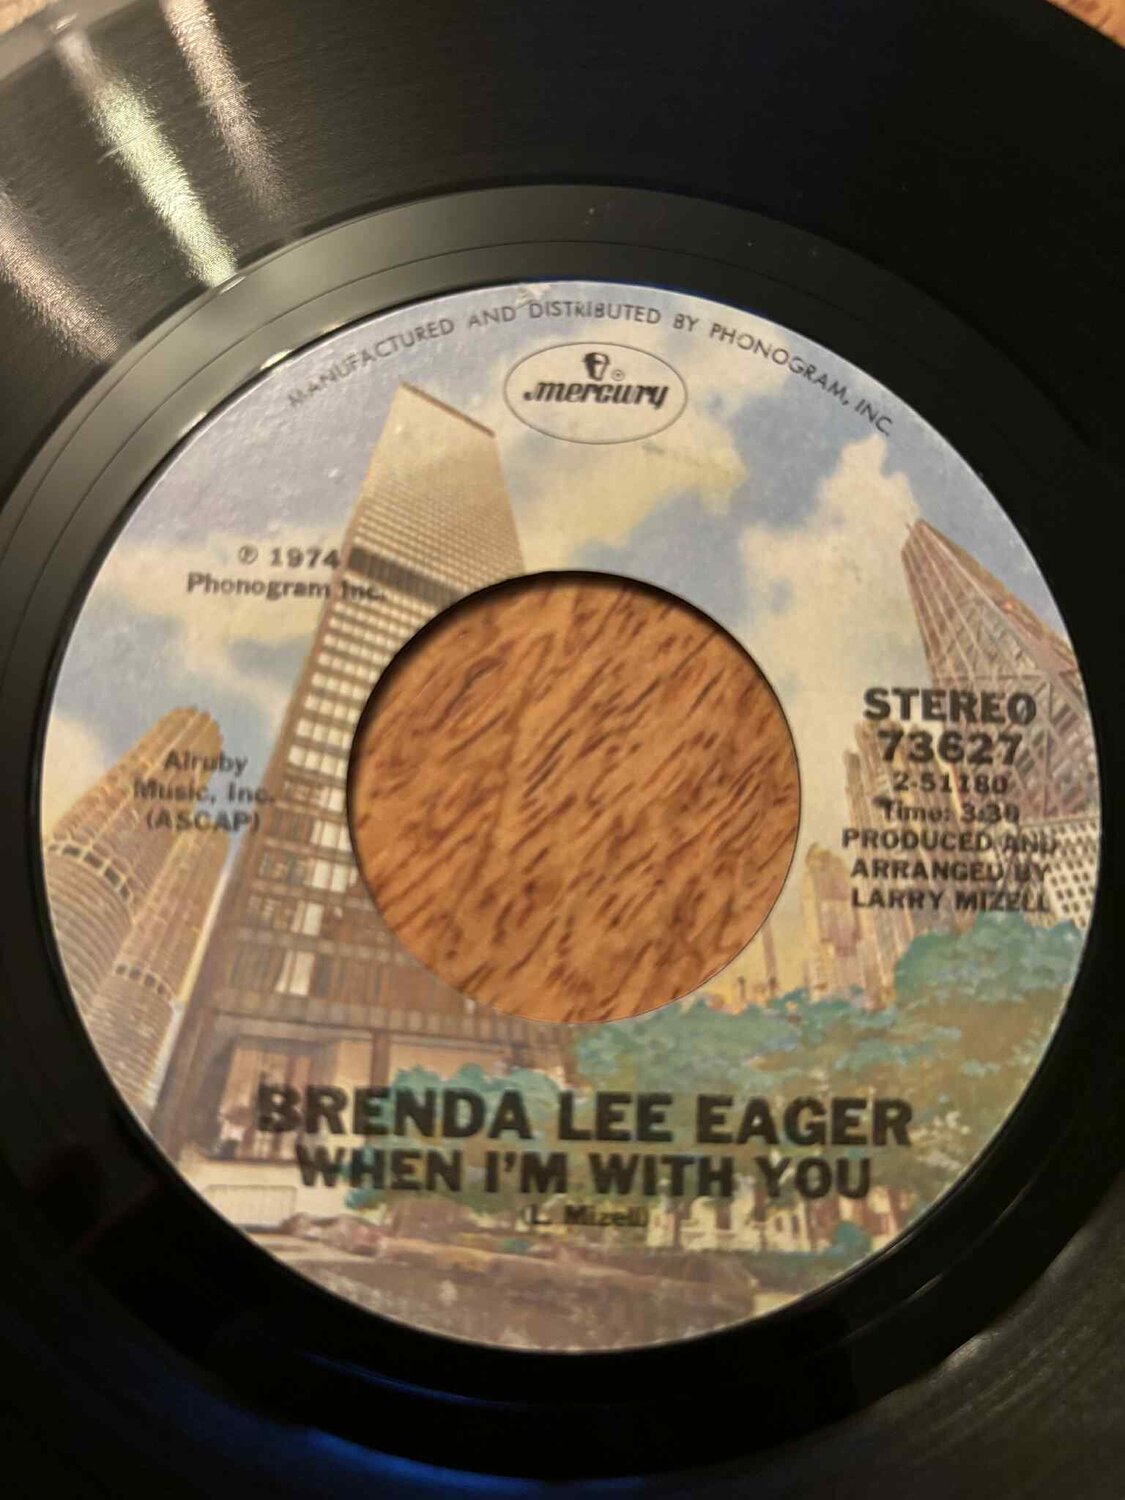 MANUFACTURED AND DISTRIBUTED BY PHONOGRAM, INC.
mercury ®
℗ 1974
Phonogram Inc.
Alruby
Music, Inc.
(ASCAP)
STEREO
73627
2-51180
Time: 3:30
PRODUCED AND
ARRANGED BY
LARRY MIZELL
BRENDA LEE EAGER
WHEN I'M WITH YOU
(L. Mizell)